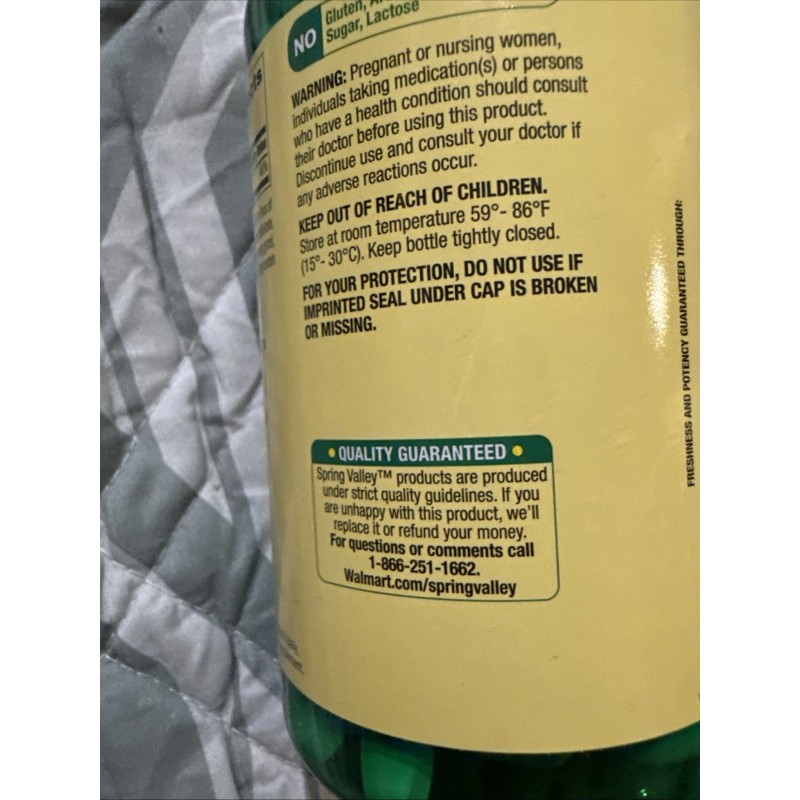 NO
Gluten,
Sugar, Lactose
WARNING: Pregnant or nursing women,
individuals taking medication(s) or persons
who have a health condition should consult
their doctor before using this product.
Discontinue use and consult your doctor if
any adverse reactions occur.
KEEP OUT OF REACH OF CHILDREN.
Store at room temperature 59°- 86°F
(15°- 30°C). Keep bottle tightly closed.
FOR YOUR PROTECTION, DO NOT USE IF
IMPRINTED SEAL UNDER CAP IS BROKEN
OR MISSING.
• QUALITY GUARANTEED •
Spring Valley™ products are produced
under strict quality guidelines. If you
are unhappy with this product, we'll
replace it or refund your money.
For questions or comments call
1-866-251-1662.
Walmart.com/springvalley
FRESHNESS AND POTENCY GUARANTEED THROUGH: